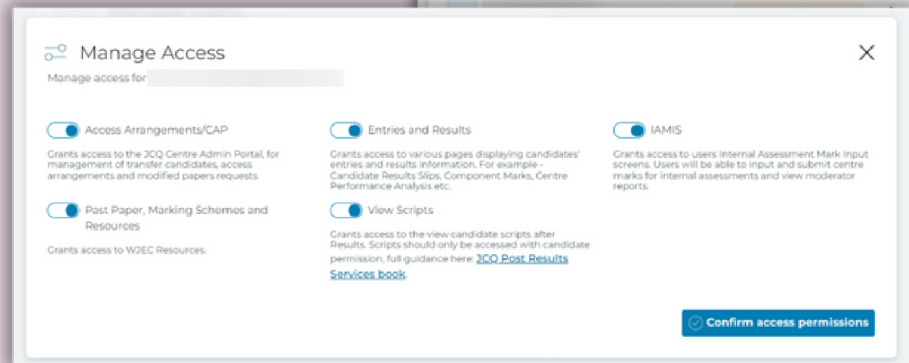 Manage Access
Manage access for
Access Arrangements/CAP
Grants access to the JCQ Centre Admin Portal, for
management of transfer candidates, access
arrangements and modified papers requests.
Entries and Results
Grants access to various pages displaying candidates'
entries and results information. For example -
Candidate Results Slips, Component Marks, Centre
Performance Analysis etc.
IAMIS
Grants access to users Internal Assessment Mark Input
screens. Users will be able to input and submit centre
marks for internal assessments and view moderator
reports.
Past Paper, Marking Schemes and
Resources
Grants access to WJEC Resources.
View Scripts
Grants access to the view candidate scripts after
Results. Scripts should only be accessed with candidate
permission, full guidance here: JCQ Post Results
Services book.
Confirm access permissions